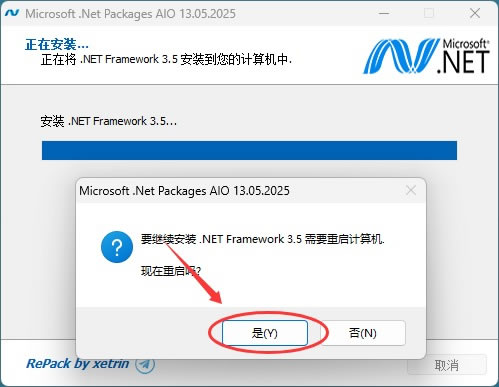 Microsoft .Net Packages AIO 13.05.2025
正在安装...
正在将 .NET Framework 3.5 安装到您的计算机中.
Microsoft®
.NET
安装 .NET Framework 3.5...
Microsoft .Net Packages AIO 13.05.2025
要继续安装 .NET Framework 3.5 需要重启计算机.
现在重启吗?
是(Y)
否(N)
RePack by xetrin
取消